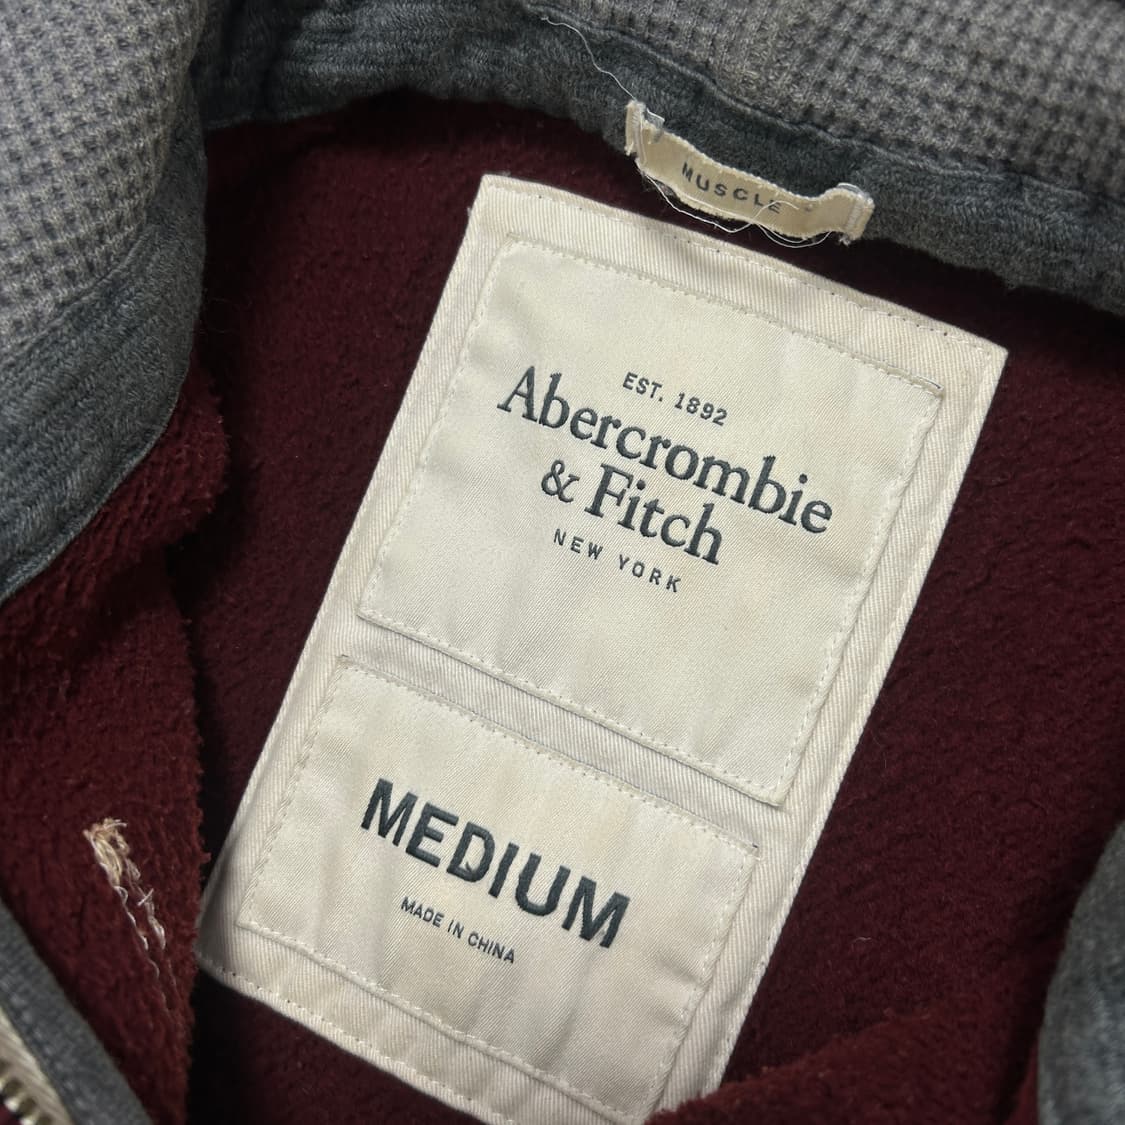 MUSCLE
EST. 1892
Abercrombie
& Fitch
NEW YORK
MEDIUM
MADE IN CHINA